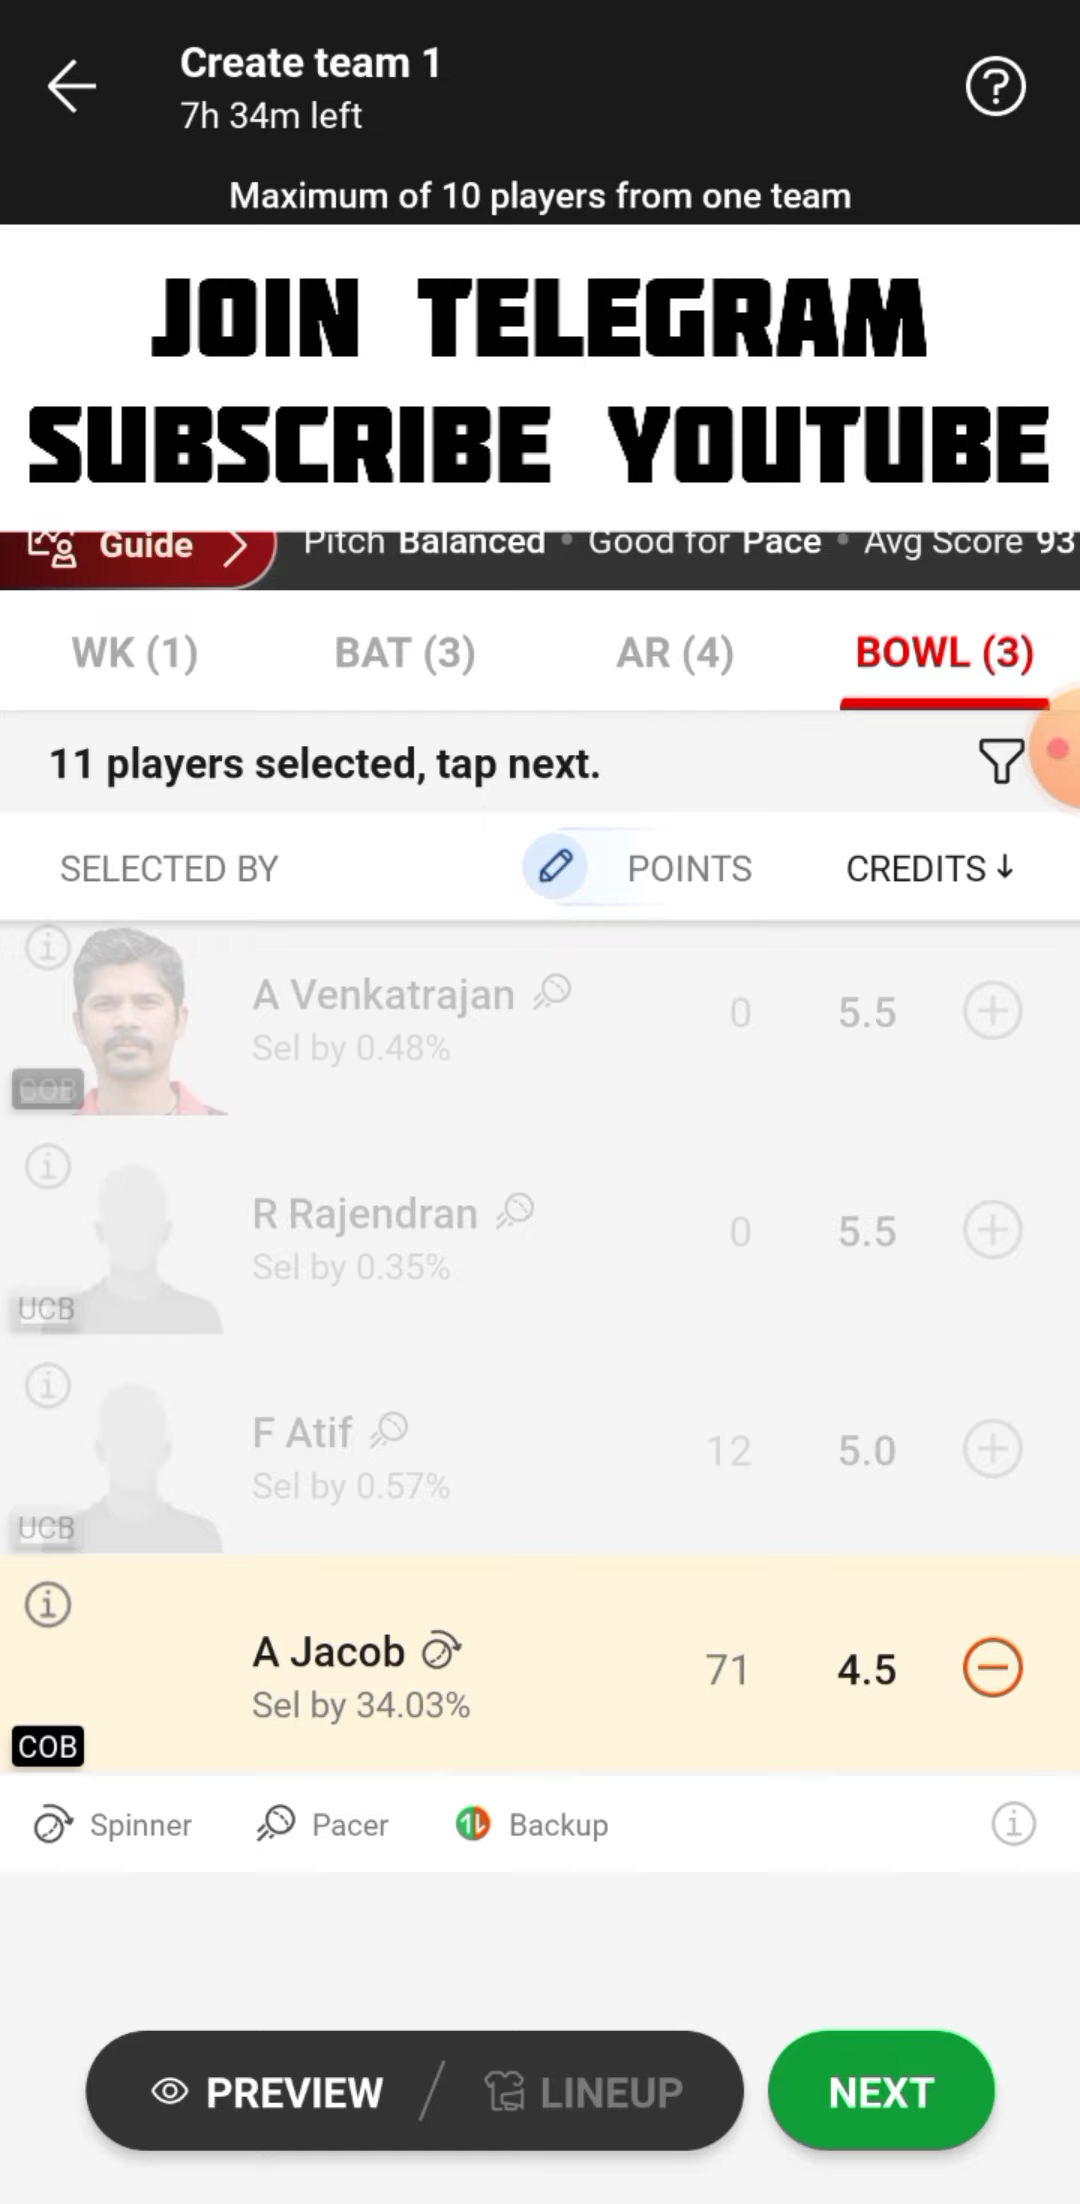 Create team 1
7h 34m left
Maximum of 10 players from one team
JOIN TELEGRAM
SUBSCRIBE YOUTUBE
Guide Pitch Balanced • Good for Pace • Avg Score 93
WK (1) BAT (3) AR (4) BOWL (3)
11 players selected, tap next.
SELECTED BY POINTS CREDITS ↓
A Venkatrajan 0 5.5
Sel by 0.48%
COB
R Rajendran 0 5.5
Sel by 0.35%
UCB
F Atif 12 5.0
Sel by 0.57%
UCB
A Jacob 71 4.5
Sel by 34.03%
COB
Spinner Pacer Backup
PREVIEW / LINEUP NEXT